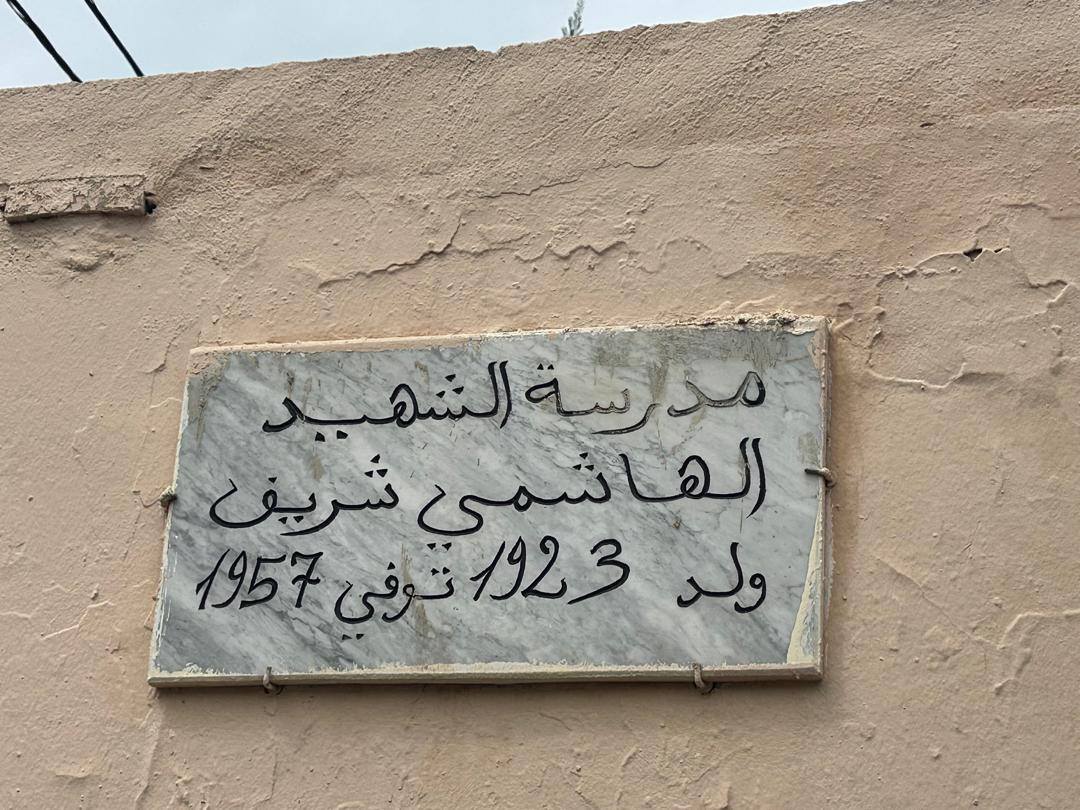 مدرسة الشهيد
الهاشمي شريف
ولد 1923 توفي 1957